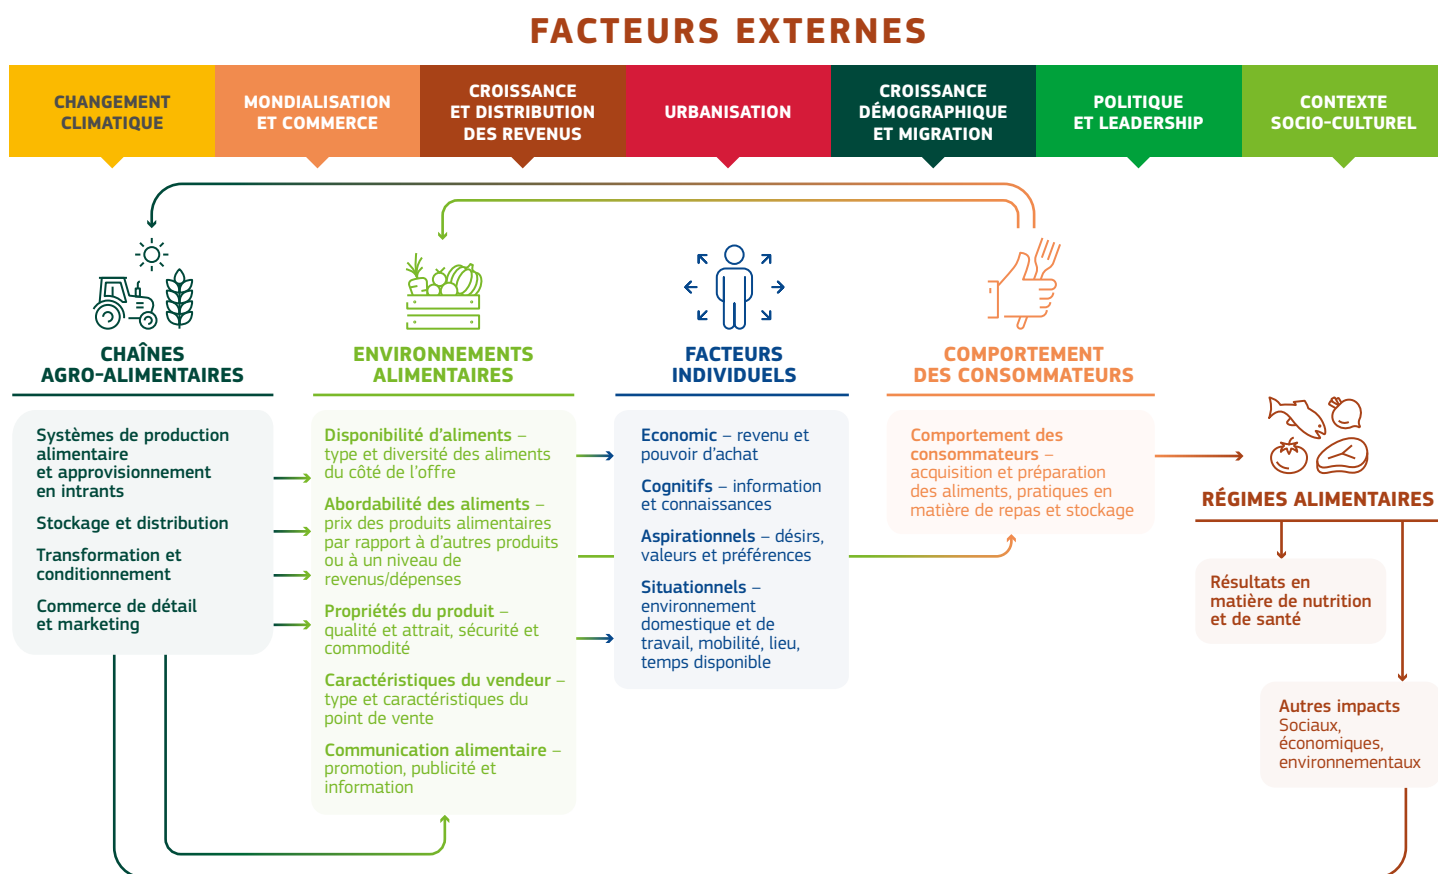 FACTEURS EXTERNES
CHANGEMENT
CLIMATIQUE
MONDIALISATION
ET COMMERCE
CROISSANCE
ET DISTRIBUTION
DES REVENUS
URBANISATION
CROISSANCE
DÉMOGRAPHIQUE
ET MIGRATION
POLITIQUE
ET LEADERSHIP
CONTEXTE
SOCIO-CULTUREL
CHAÎNES
AGRO-ALIMENTAIRES
Systèmes de production
alimentaire
et approvisionnement
en intrants
Stockage et distribution
Transformation et
conditionnement
Commerce de détail
et marketing
ENVIRONNEMENTS
ALIMENTAIRES
Disponibilité d'aliments –
type et diversité des aliments
du côté de l'offre
Abordabilité des aliments –
prix des produits alimentaires
par rapport à d'autres produits
ou à un niveau de
revenus/dépenses
Propriétés du produit –
qualité et attrait, sécurité et
commodité
Caractéristiques du vendeur –
type et caractéristiques du
point de vente
Communication alimentaire –
promotion, publicité et
information
FACTEURS
INDIVIDUELS
Economic – revenu et
pouvoir d'achat
Cognitifs – information
et connaissances
Aspirationnels – désirs,
valeurs et préférences
Situationnels –
environnement
domestique et de
travail, mobilité, lieu,
temps disponible
COMPORTEMENT
DES CONSOMMATEURS
Comportement des
consommateurs –
acquisition et préparation
des aliments, pratiques en
matière de repas et stockage
RÉGIMES ALIMENTAIRES
Résultats en
matière de nutrition
et de santé
Autres impacts
Sociaux,
économiques,
environnementaux